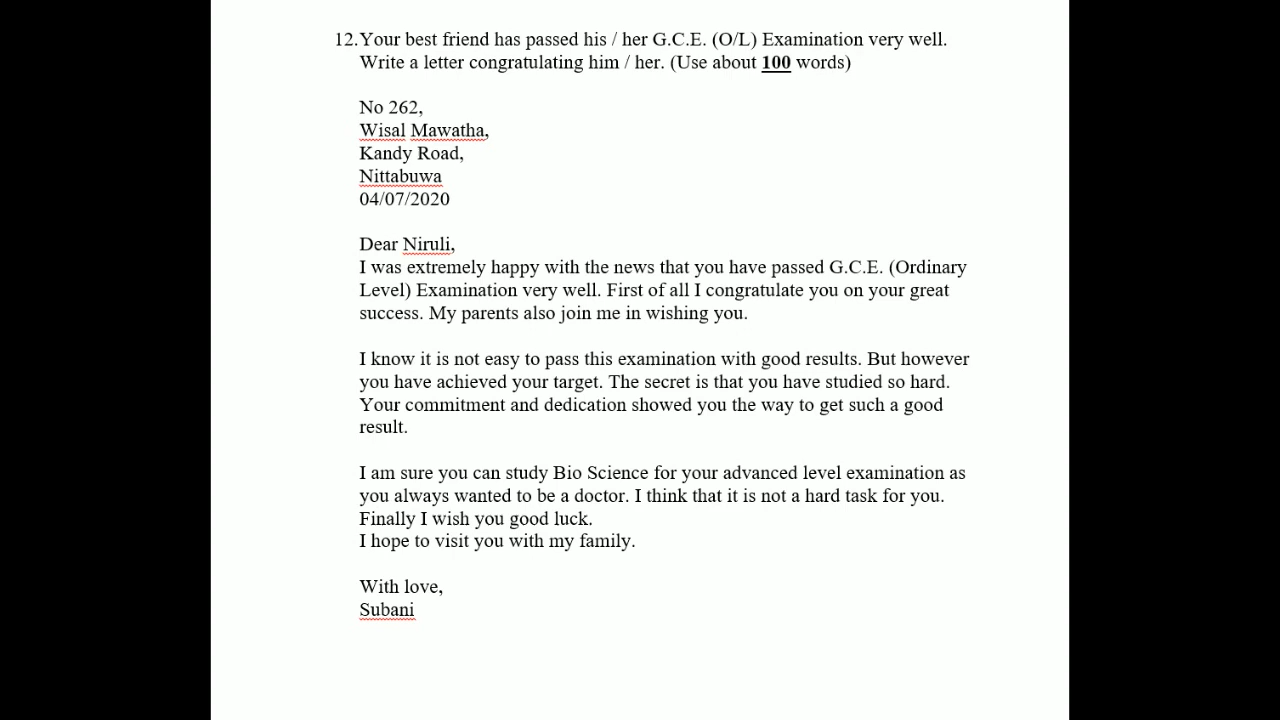 12. Your best friend has passed his / her G.C.E. (O/L) Examination very well.
Write a letter congratulating him / her. (Use about 100 words)
No 262,
Wisal Mawatha,
Kandy Road,
Nittabuwa
04/07/2020
Dear Niruli,
I was extremely happy with the news that you have passed G.C.E. (Ordinary
Level) Examination very well. First of all I congratulate you on your great
success. My parents also join me in wishing you.
I know it is not easy to pass this examination with good results. But however
you have achieved your target. The secret is that you have studied so hard.
Your commitment and dedication showed you the way to get such a good
result.
I am sure you can study Bio Science for your advanced level examination as
you always wanted to be a doctor. I think that it is not a hard task for you.
Finally I wish you good luck.
I hope to visit you with my family.
With love,
Subani